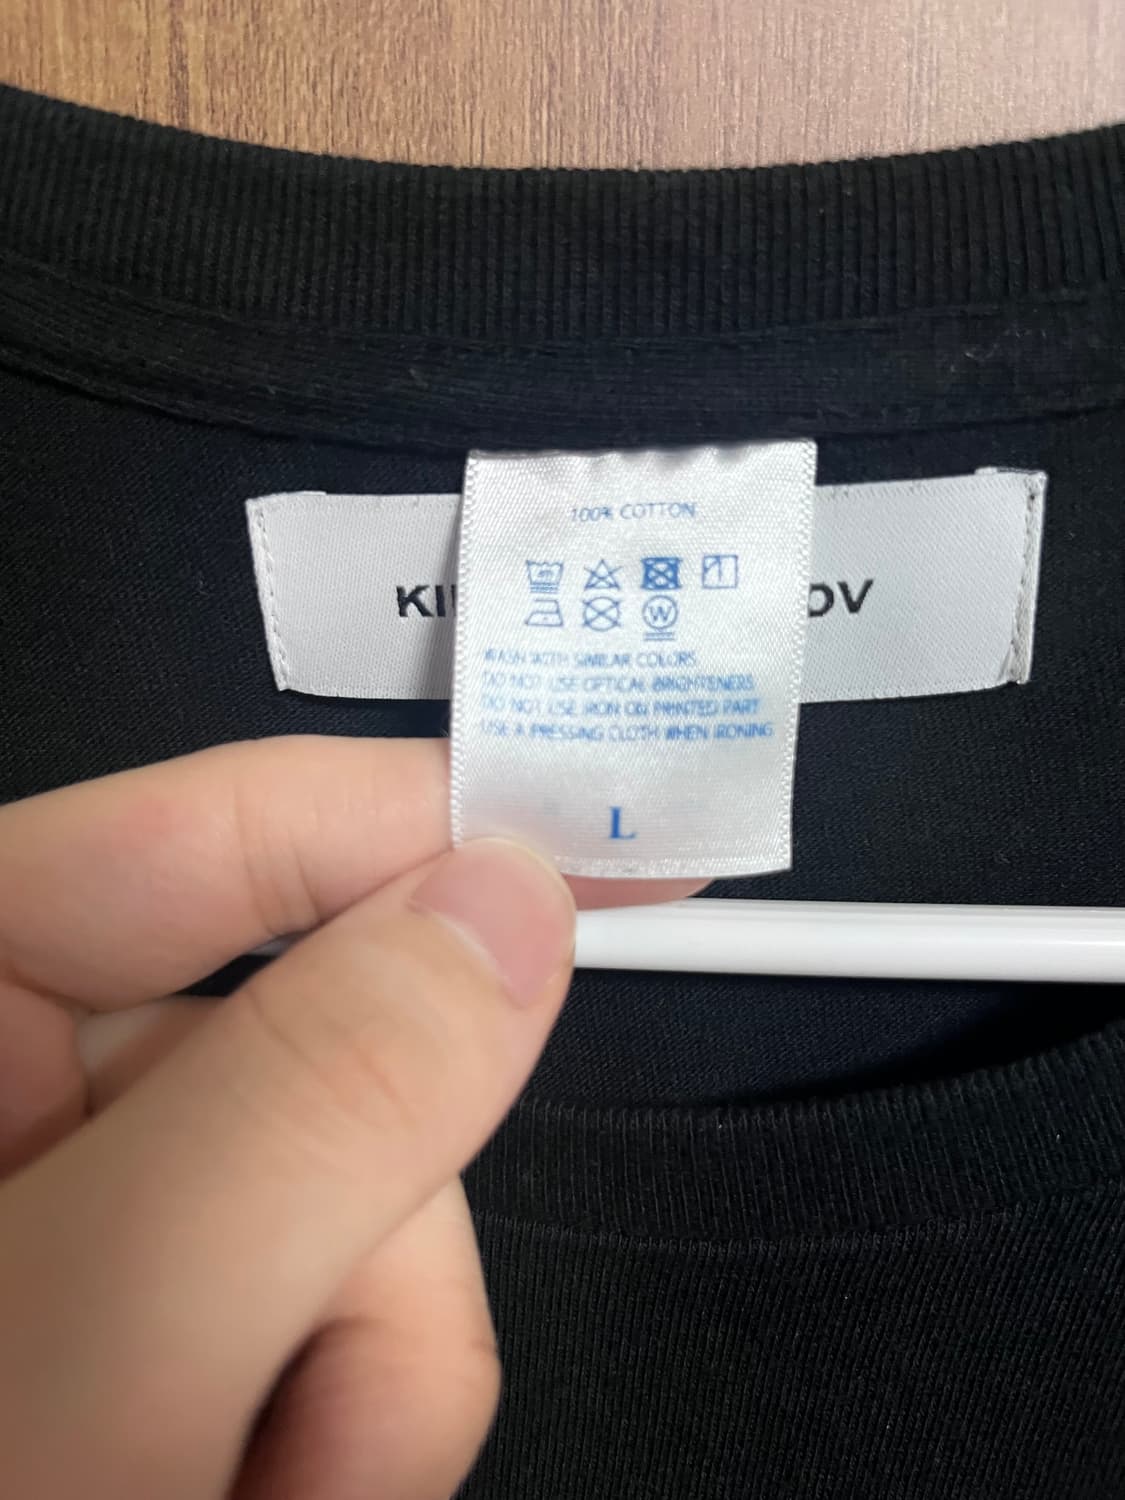 100% COTTON
KI
OV
W
WASH WITH SIMILAR COLORS
DO NOT USE OPTICAL BRIGHTENERS
DO NOT USE IRON ON PRINTED PART
USE A PRESSING CLOTH WHEN IRONING
L